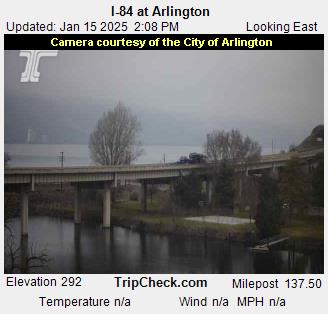 I-84 at Arlington
Updated: Jan 15 2025 2:08 PM Looking East
Camera courtesy of the City of Arlington
Elevation 292 TripCheck.com Milepost 137.50
Temperature n/a Wind n/a MPH n/a